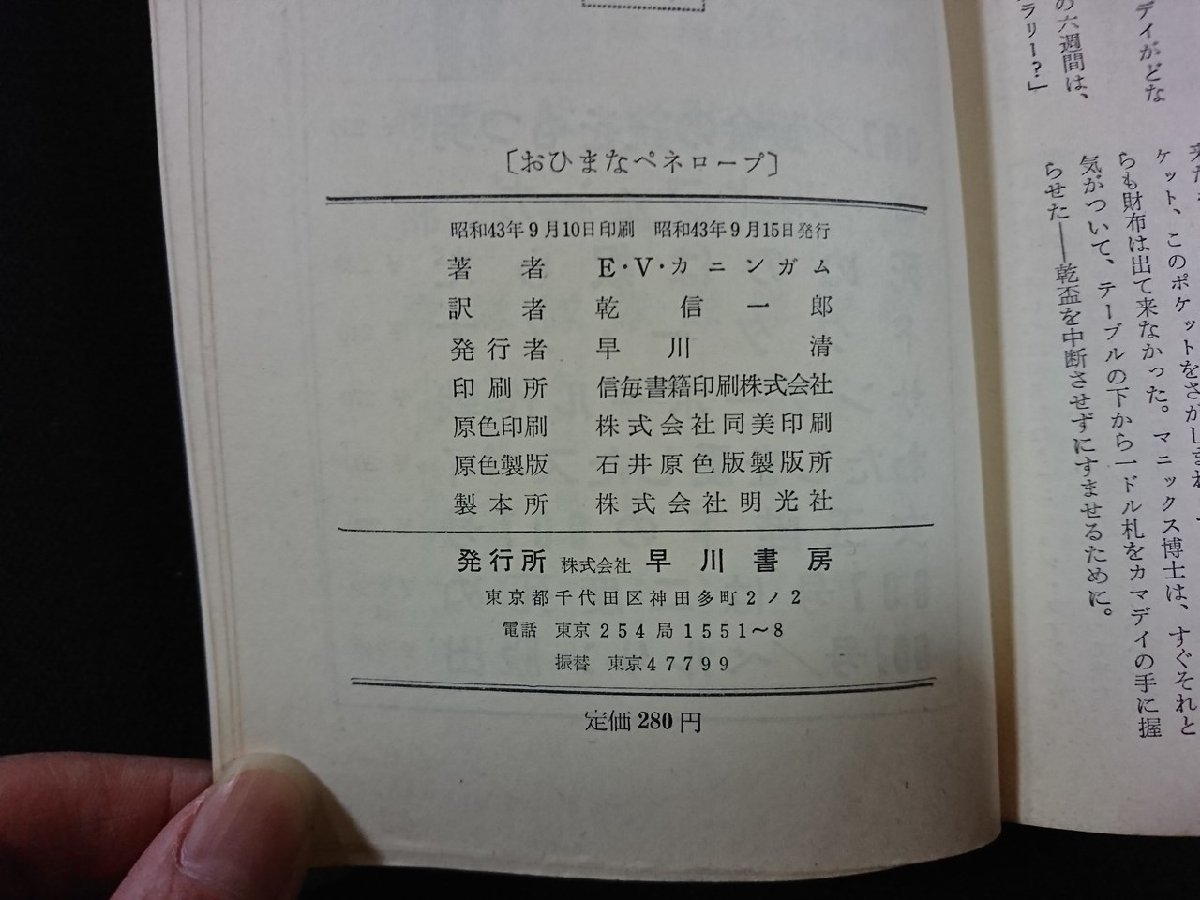 〔おひまなペネロープ〕
昭和43年9月10日印刷 昭和43年9月15日発行
著者 E・V・カニンガム
訳者 乾信一郎
発行者 早川清
印刷所 信毎書籍印刷株式会社
原色印刷 株式会社同美印刷
原色製版 石井原色版製版所
製本所 株式会社明光社
発行所 株式会社 早川書房
東京都千代田区神田多町2ノ2
電話 東京254局1551~8
振替 東京47799
定価280円
デイがどな
の六週間は、
ラリー?」
ケット、このポケットをさがしまわ
らも財布は出て来なかった。マニックス博士は、すぐそれと
気がついて、テーブルの下から一ドル札をカマデイの手に握
らせた――乾盃を中断させずにすませるために。